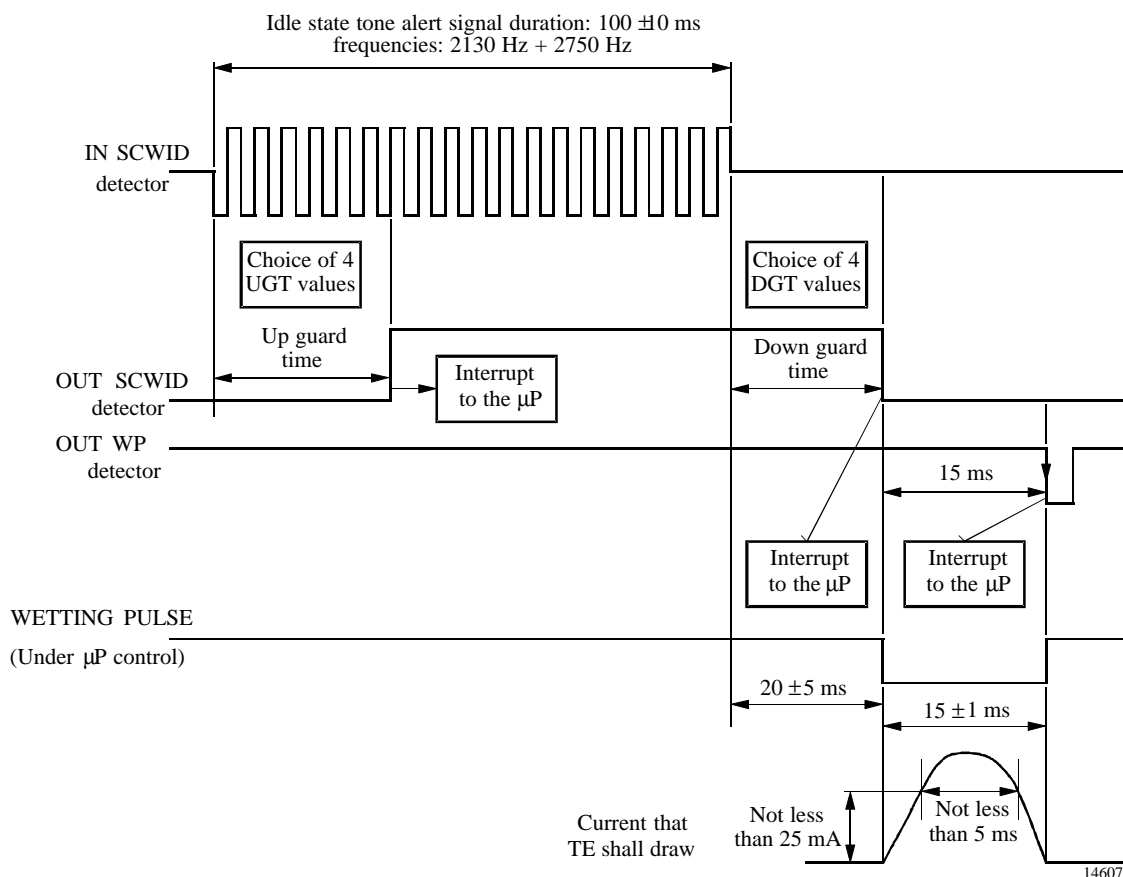 Idle state tone alert signal duration: 100 ±10 ms
frequencies: 2130 Hz + 2750 Hz
IN SCWID
detector
Choice of 4
UGT values
Choice of 4
DGT values
Up guard
time
Down guard
time
OUT SCWID
detector
Interrupt
to the µP
OUT WP
detector
15 ms
Interrupt
to the µP
Interrupt
to the µP
WETTING PULSE
(Under µP control)
20 ±5 ms
15 ±1 ms
Current that
TE shall draw
Not less
than 25 mA
Not less
than 5 ms
14607